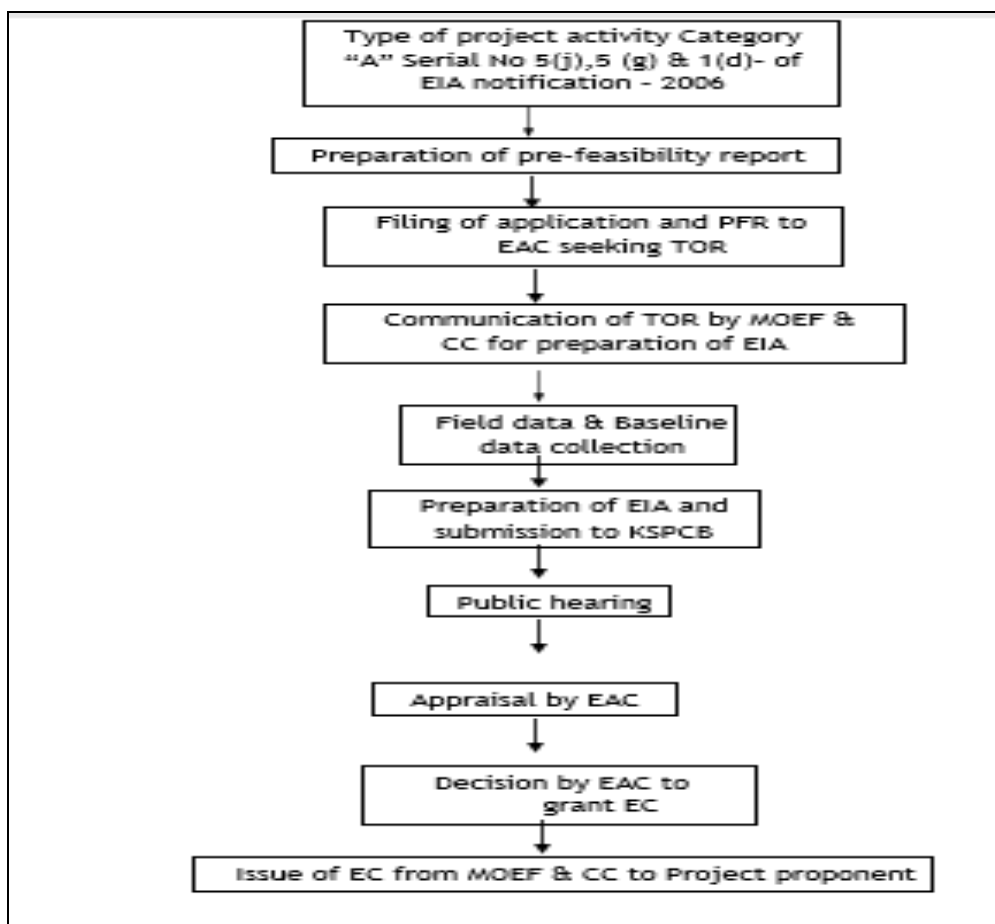 Type of project activity Category
“A” Serial No 5(j),5 (g) & 1(d)- of
EIA notification - 2006
Preparation of pre-feasibility report
Filing of application and PFR to
EAC seeking TOR
Communication of TOR by MOEF &
CC for preparation of EIA
Field data & Baseline
data collection
Preparation of EIA and
submission to KSPCB
Public hearing
Appraisal by EAC
Decision by EAC to
grant EC
Issue of EC from MOEF & CC to Project proponent